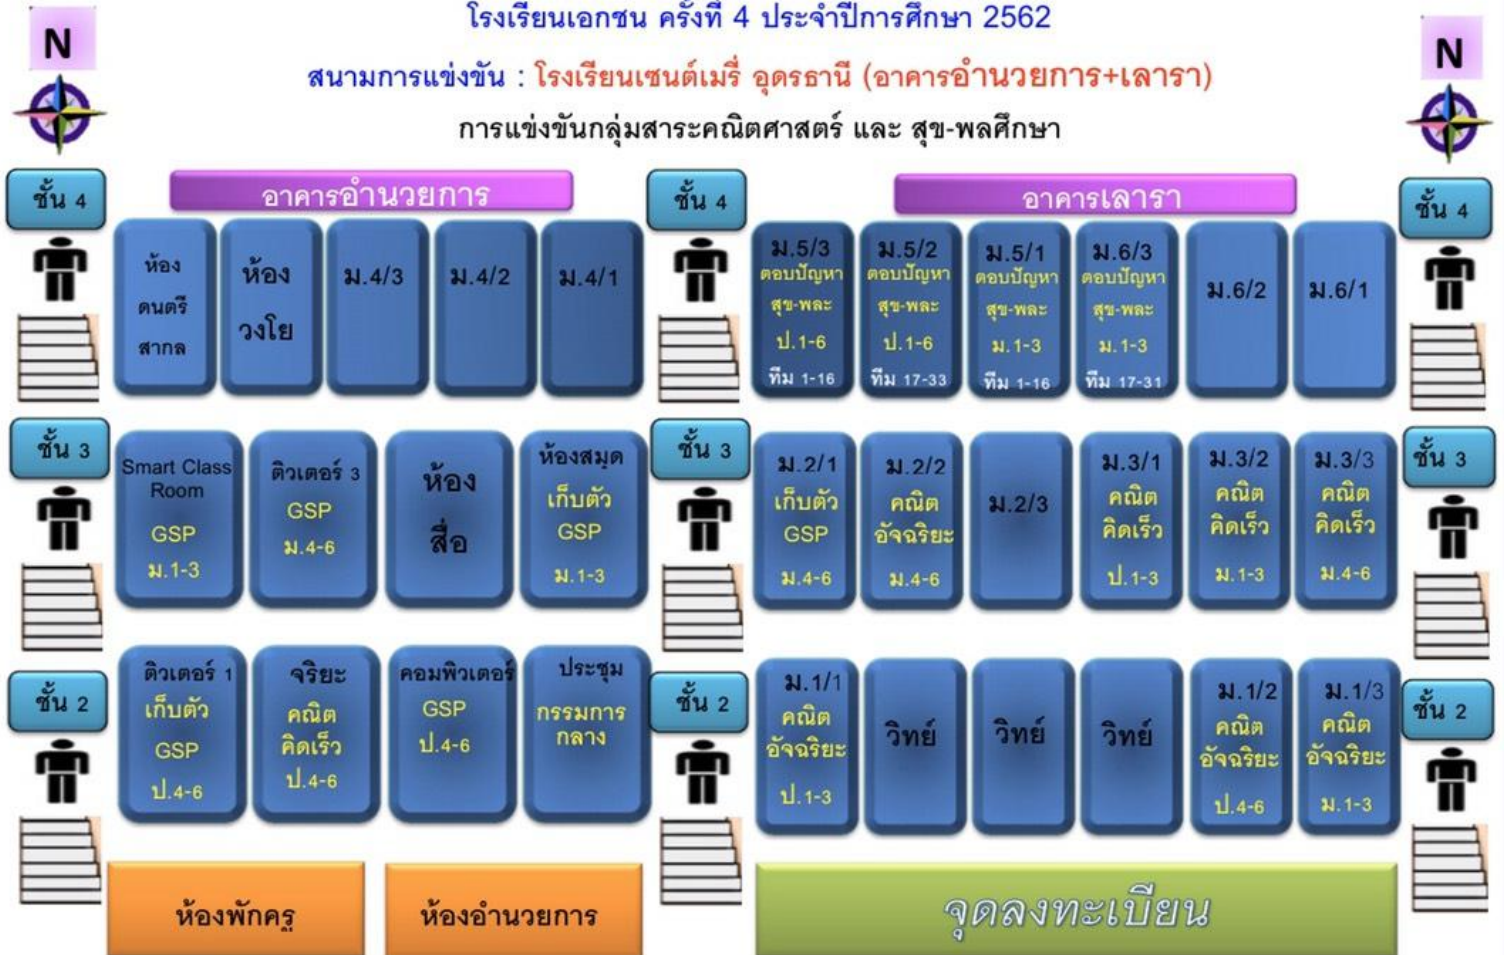 โรงเรียนเอกชน ครั้งที่ 4 ประจำปีการศึกษา 2562
สนามการแข่งขัน : โรงเรียนเซนต์เมรี่ อุดรธานี (อาคารอำนวยการ+เลารา)
การแข่งขันกลุ่มสาระคณิตศาสตร์ และ สุข-พลศึกษา
N
N
ชั้น 4
อาคารอำนวยการ
ชั้น 4
อาคารเลารา
ชั้น 4
ห้อง
ดนตรี
สากล
ห้อง
วงโย
ม.4/3
ม.4/2
ม.4/1
ม.5/3
ตอบปัญหา
สุข-พละ
ป.1-6
ทีม 1-16
ม.5/2
ตอบปัญหา
สุข-พละ
ป.1-6
ทีม 17-33
ม.5/1
ตอบปัญหา
สุข-พละ
ม.1-3
ทีม 1-16
ม.6/3
ตอบปัญหา
สุข-พละ
ม.1-3
ทีม 17-31
ม.6/2
ม.6/1
ชั้น 3
Smart Class
Room
GSP
ม.1-3
ติวเตอร์ 3
GSP
ม.4-6
ห้อง
สื่อ
ห้องสมุด
เก็บตัว
GSP
ม.1-3
ชั้น 3
ม.2/1
เก็บตัว
GSP
ม.4-6
ม.2/2
คณิต
อัจฉริยะ
ม.4-6
ม.2/3
ม.3/1
คณิต
คิดเร็ว
ป.1-3
ม.3/2
คณิต
คิดเร็ว
ม.1-3
ม.3/3
คณิต
คิดเร็ว
ม.4-6
ชั้น 3
ชั้น 2
ติวเตอร์ 1
เก็บตัว
GSP
ป.4-6
จริยะ
คณิต
คิดเร็ว
ป.4-6
คอมพิวเตอร์
GSP
ป.4-6
ประชุม
กรรมการ
กลาง
ชั้น 2
ม.1/1
คณิต
อัจฉริยะ
ป.1-3
วิทย์
วิทย์
วิทย์
ม.1/2
คณิต
อัจฉริยะ
ป.4-6
ม.1/3
คณิต
อัจฉริยะ
ม.1-3
ชั้น 2
ห้องพักครู
ห้องอำนวยการ
จุดลงทะเบียน